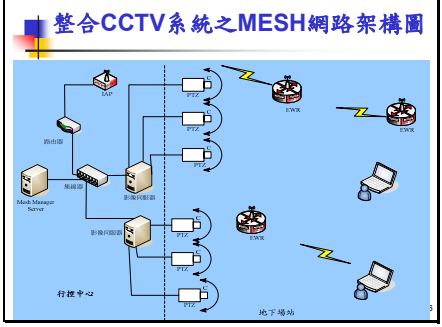 整合CCTV系統之MESH網路架構圖
IAP
C
PTZ
C
PTZ
C
PTZ
EWR
EWR
路由器
Mesh Manager
Server
集線器
影像伺服器
影像伺服器
C
PTZ
C
PTZ
C
PTZ
EWR
行控中心
地下場站
6